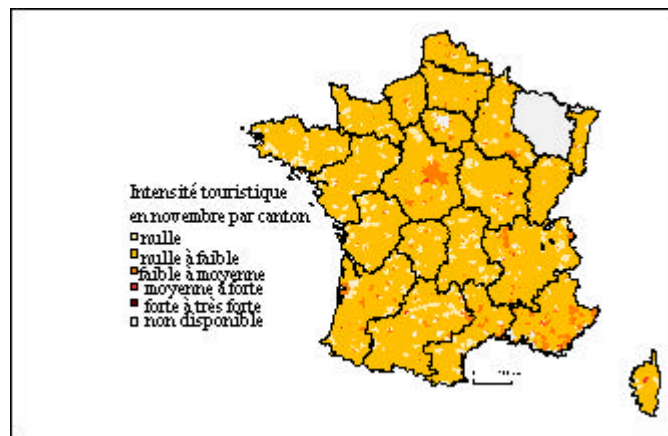 Intensité touristique
en novembre par canton
nulle
nulle à faible
faible à moyenne
moyenne à forte
forte à très forte
non disponible